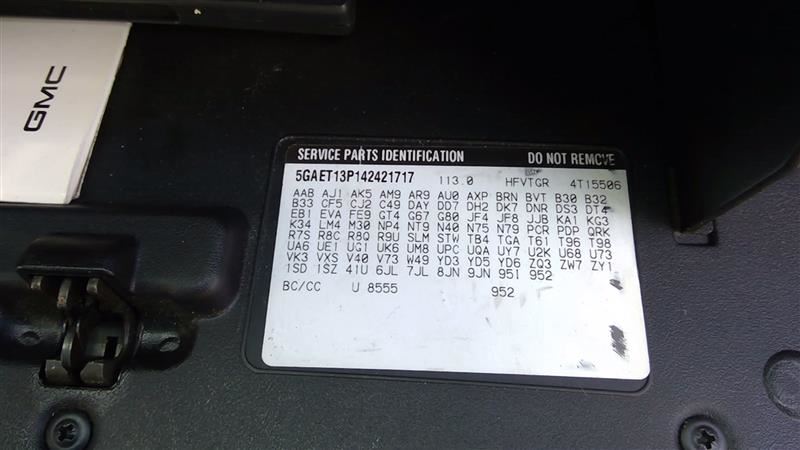 GMC
SERVICE PARTS IDENTIFICATION DO NOT REMOVE
5GAET13P142421717 113.0 HFVTGR 4T15506
AAB AJ1 AK5 AM9 AR9 AU0 AXP BRN BVT B30 B32
B33 CF5 CJ2 C49 DAY DD7 DH2 DK7 DNR DS3 DT4
EB1 EVA FE9 GT4 G67 G80 JF4 JF8 JJB KA1 KG3
K34 LM4 M30 NP4 NT9 N40 N75 N79 PCR PDP QRK
R7S R8C R8Q R9U SLM STW TB4 TGA T61 T96 T98
UA6 UE1 UG1 UK6 UM8 UPC UQA UY7 U2K U68 U73
VK3 VXS V40 V73 W49 YD3 YD5 YD6 ZQ3 ZW7 ZY1
1SD 1SZ 41U 6JL 7JL 8JN 9JN 951 952
BC/CC U 8555 952